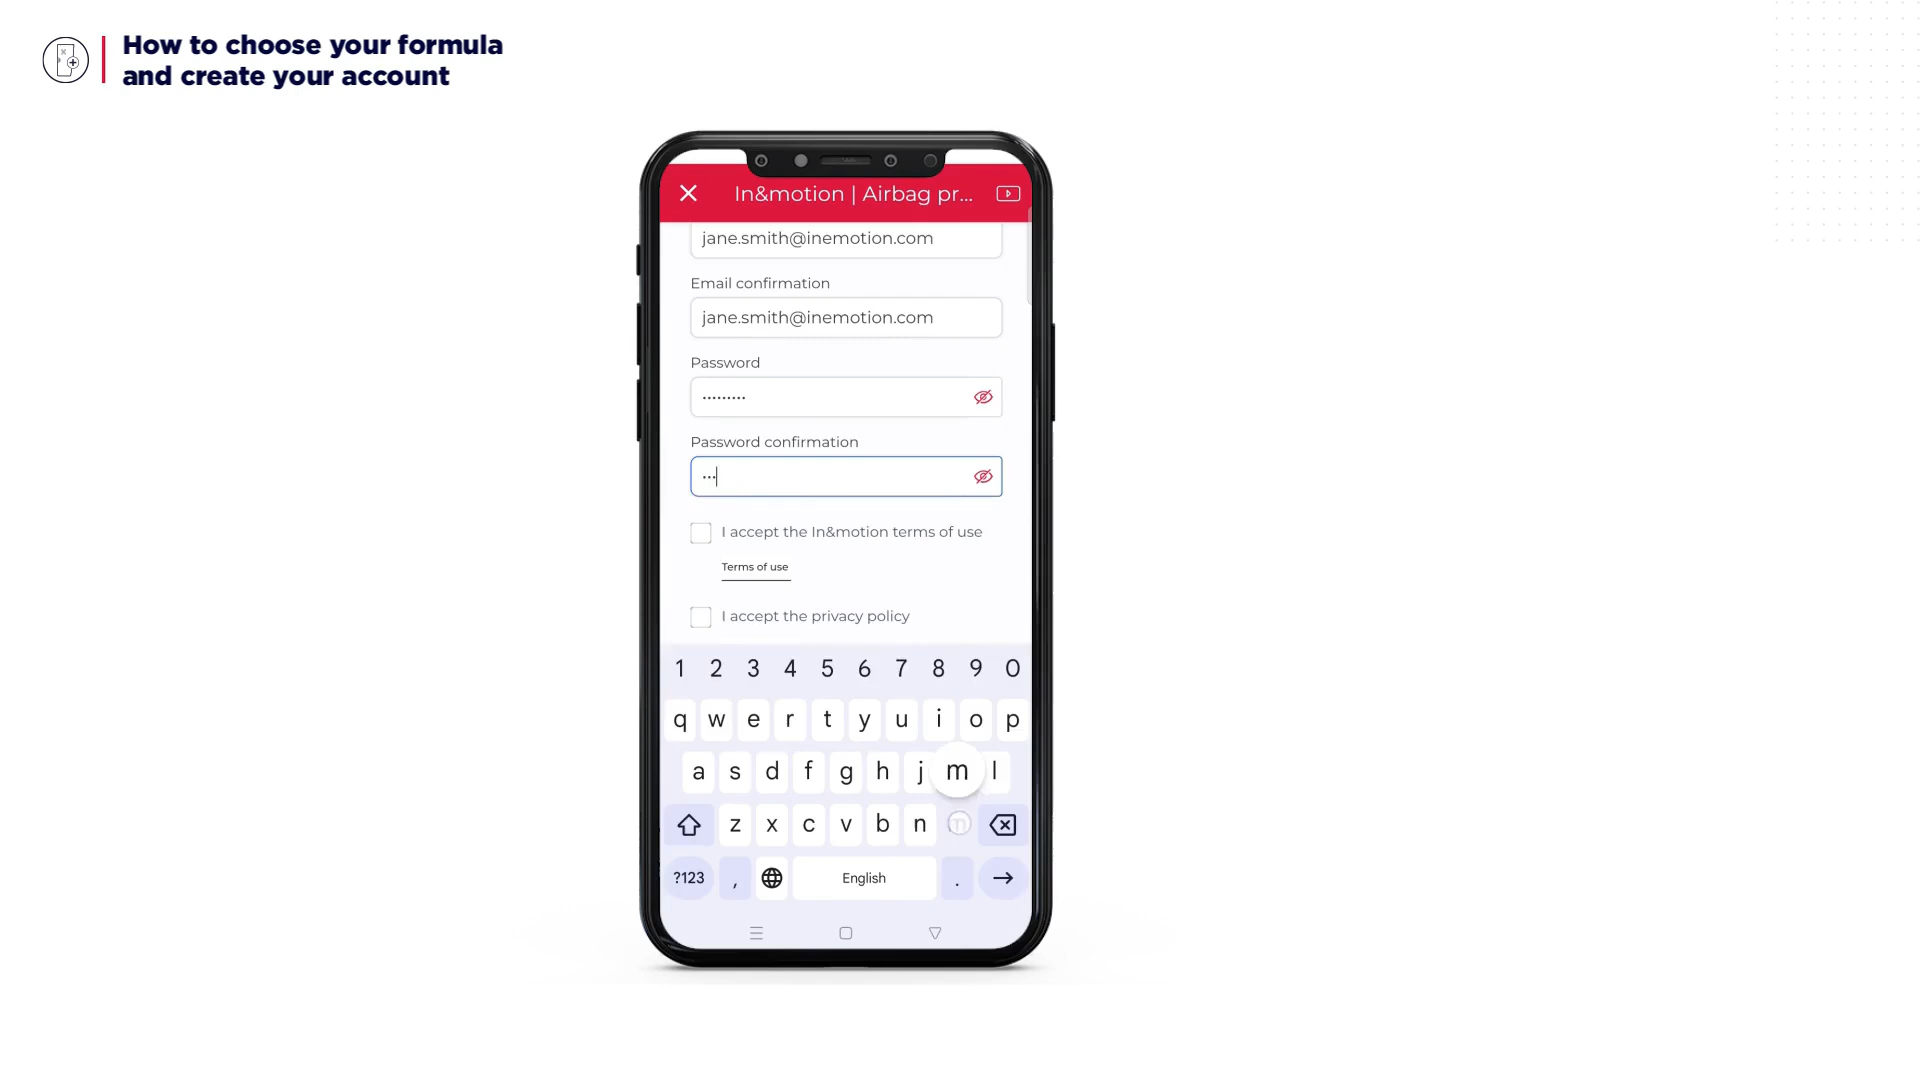 How to choose your formula
and create your account
In&motion | Airbag pr...
jane.smith@inemotion.com
Email confirmation
jane.smith@inemotion.com
Password
•••••••••
Password confirmation
•••
I accept the In&motion terms of use
Terms of use
I accept the privacy policy
1 2 3 4 5 6 7 8 9 0
q w e r t y u i o p
a s d f g h j m l
z x c v b n m
?123 , English .